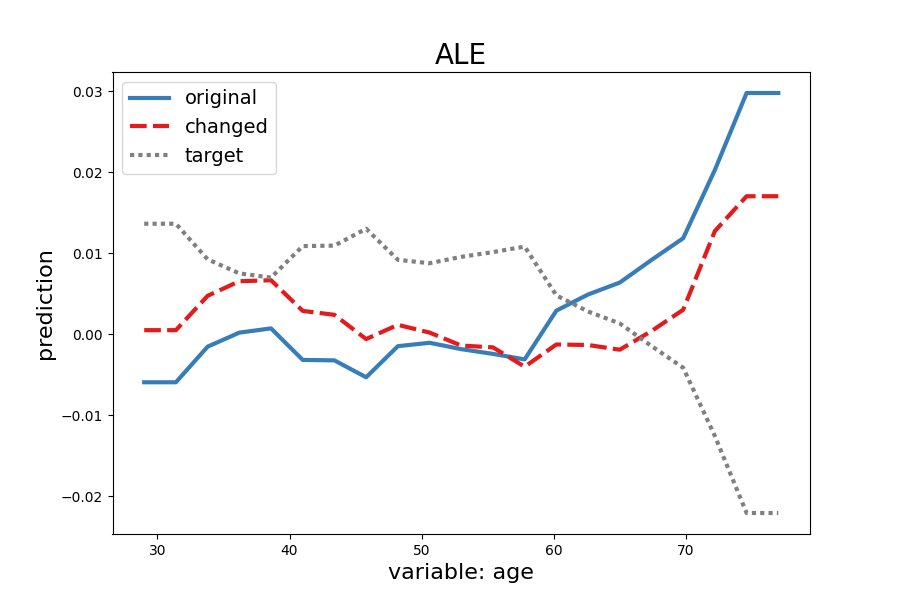 ALE
original
changed
target
0.03
0.02
0.01
0.00
−0.01
−0.02
prediction
30 40 50 60 70
variable: age